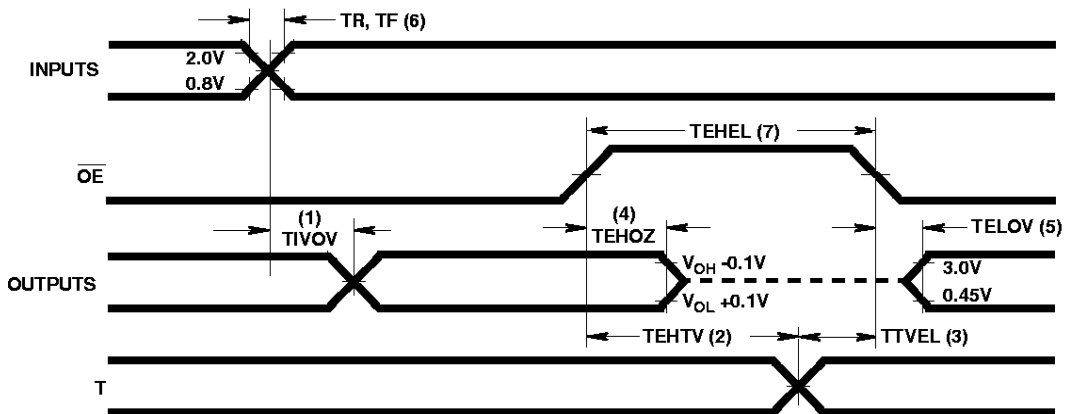 TR, TF (6)
INPUTS
2.0V
0.8V
TEHEL (7)
OE
(1)
TIVOV
(4)
TEHOZ
TELOV (5)
OUTPUTS
VOH -0.1V
3.0V
VOL +0.1V
0.45V
TEHTV (2)
TTVEL (3)
T